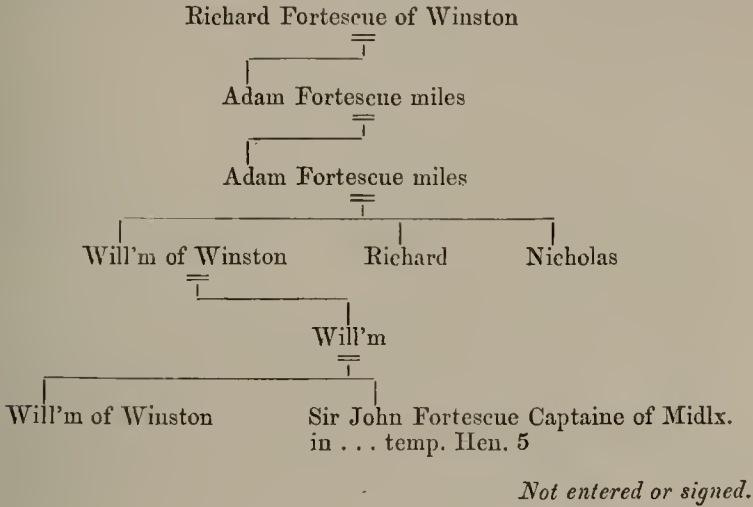 Richard Fortescue of Winston
Adam Fortescue miles
Adam Fortescue miles
Will'm of Winston Richard Nicholas
Will'm
Will'm of Winston Sir John Fortescue Captaine of Midlx.
in . . . temp. Hen. 5
Not entered or signed.